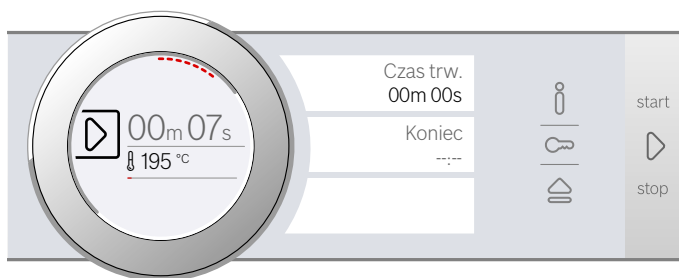 00m 07s
195 °C
Czas trw.
00m 00s
Koniec
--:--
start
stop